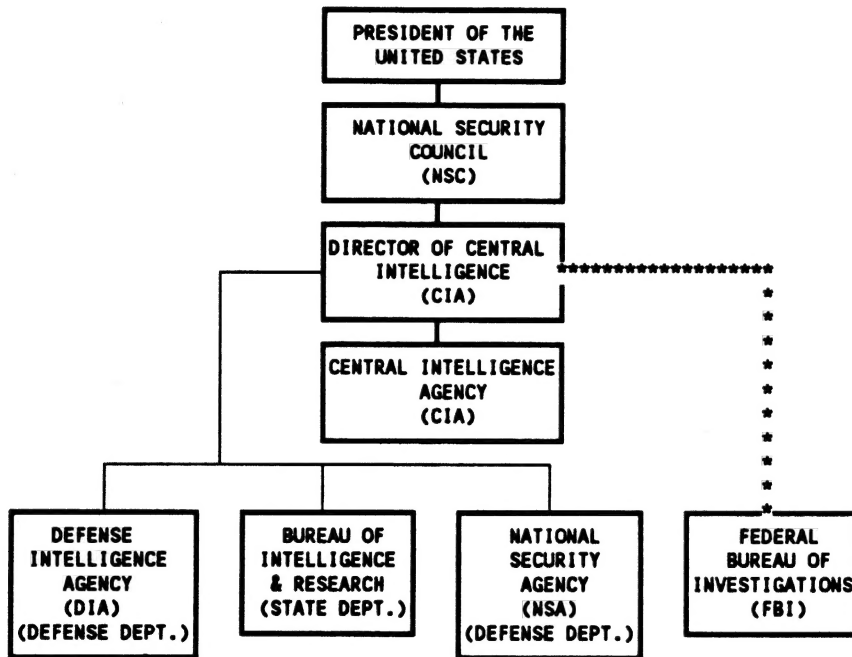 PRESIDENT OF THE
UNITED STATES
NATIONAL SECURITY
COUNCIL
(NSC)
DIRECTOR OF CENTRAL
INTELLIGENCE
(CIA)
CENTRAL INTELLIGENCE
AGENCY
(CIA)
DEFENSE
INTELLIGENCE
AGENCY
(DIA)
(DEFENSE DEPT.)
BUREAU OF
INTELLIGENCE
& RESEARCH
(STATE DEPT.)
NATIONAL
SECURITY
AGENCY
(NSA)
(DEFENSE DEPT.)
FEDERAL
BUREAU OF
INVESTIGATIONS
(FBI)